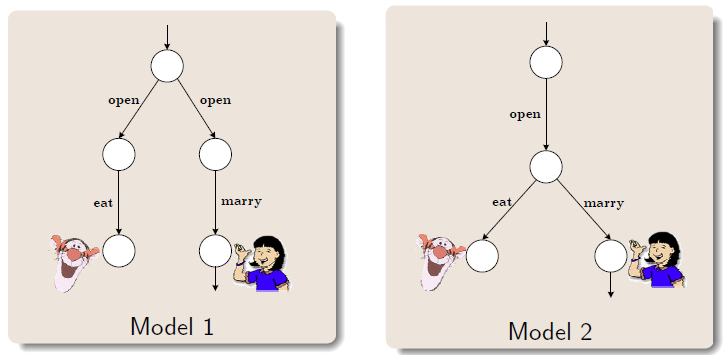 open
open
eat
marry
Model 1
open
eat
marry
Model 2